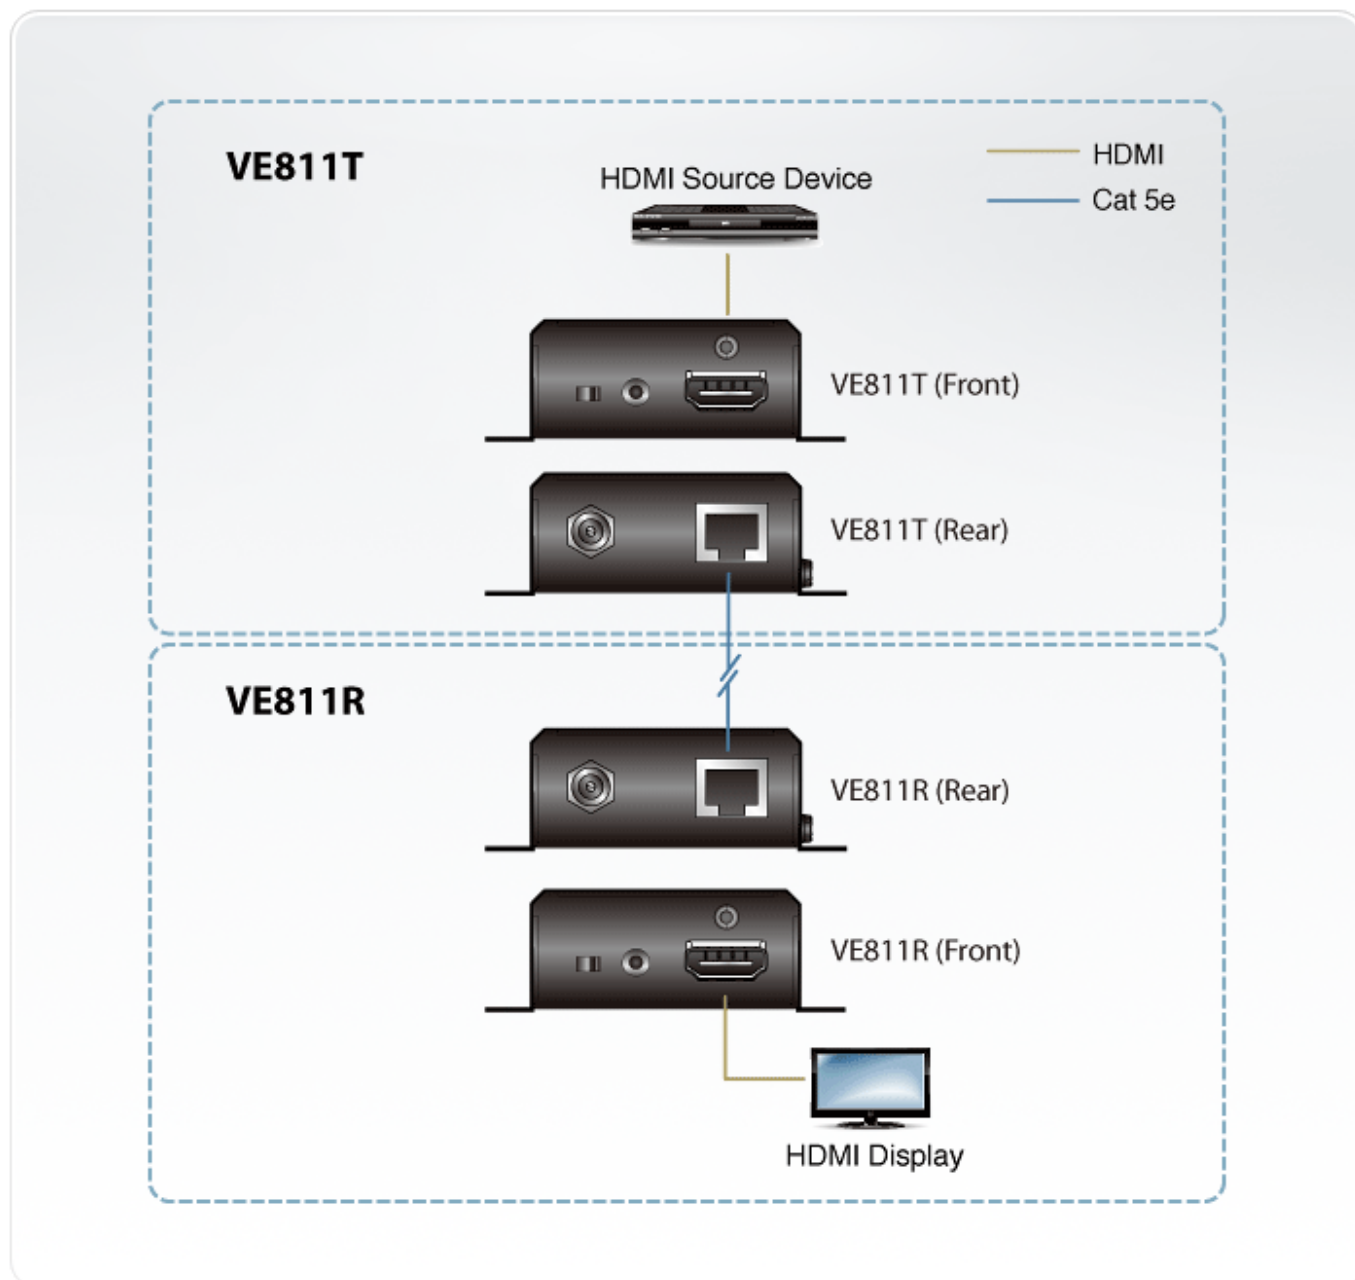 VE811T
HDMI Source Device
HDMI
Cat 5e
VE811T (Front)
VE811T (Rear)
VE811R
VE811R (Rear)
VE811R (Front)
HDMI Display